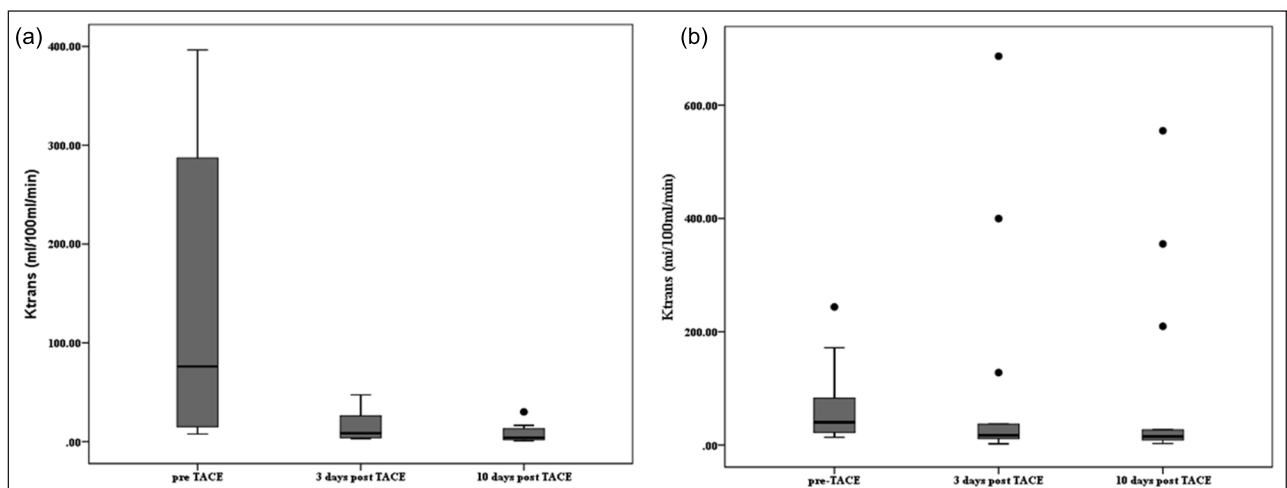 (a)
Ktrans (ml/100ml/min)
400.00
300.00
200.00
100.00
.00
pre TACE
3 days post TACE
10 days post TACE
(b)
Ktrans (mi/100ml/min)
600.00
400.00
200.00
.00
pre-TACE
3 days post TACE
10 days post TACE